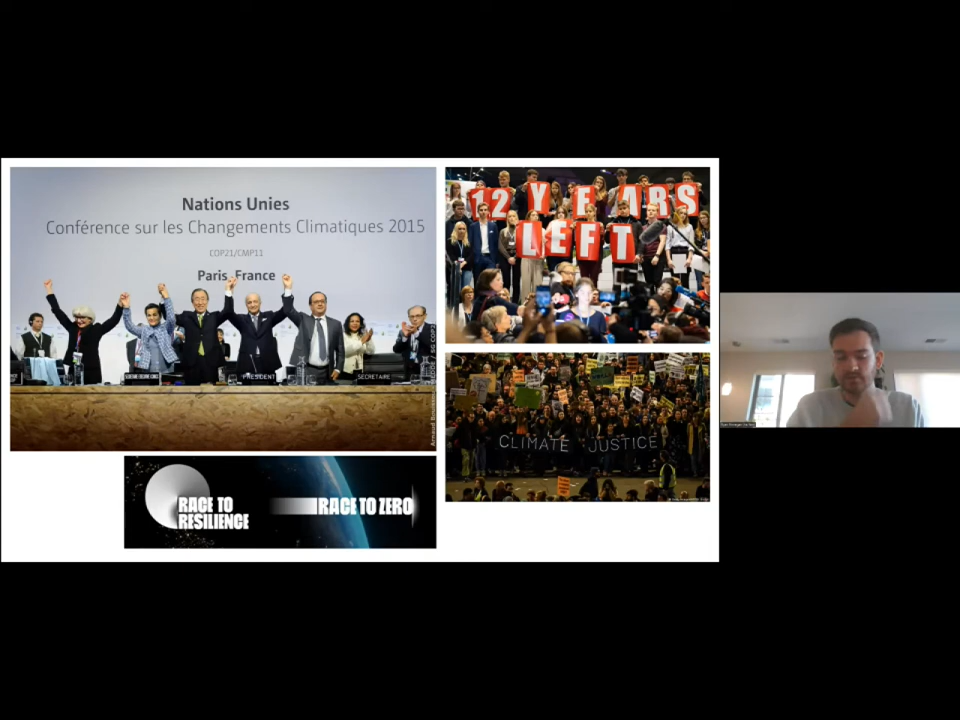 Nations Unies
Conférence sur les Changements Climatiques 2015
COP21/CMP11
Paris, France
PRESIDENT
SECRETAIRE
12 YEARS
LEFT
CLIMATE JUSTICE
RACE TO
RESILIENCE
RACE TO ZERO